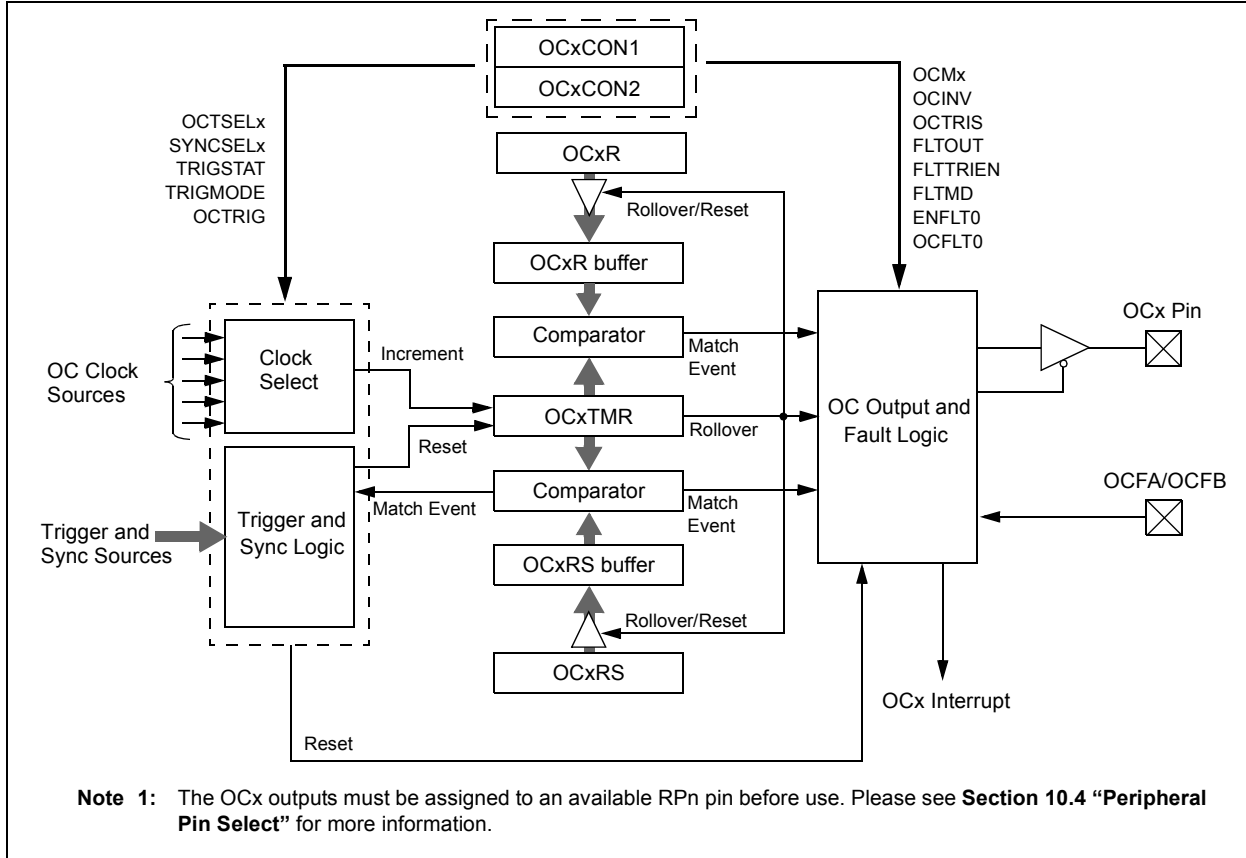 OCxCON1
OCxCON2
OCTSELx
SYNCSELx
TRIGSTAT
TRIGMODE
OCTRIG
OCMx
OCINV
OCTRIS
FLTOUT
FLTTRIEN
FLTMD
ENFLT0
OCFLT0
OCxR
Rollover/Reset
OCxR buffer
OC Clock
Sources
Clock
Select
Increment
Comparator
Match
Event
OCxTMR
Rollover
Reset
Comparator
Match Event
Match
Event
Trigger and
Sync Sources
Trigger and
Sync Logic
OCxRS buffer
Rollover/Reset
OCxRS
OC Output and
Fault Logic
OCx Pin
OCFA/OCFB
OCx Interrupt
Reset
Note 1: The OCx outputs must be assigned to an available RPn pin before use. Please see Section 10.4 “Peripheral
Pin Select” for more information.